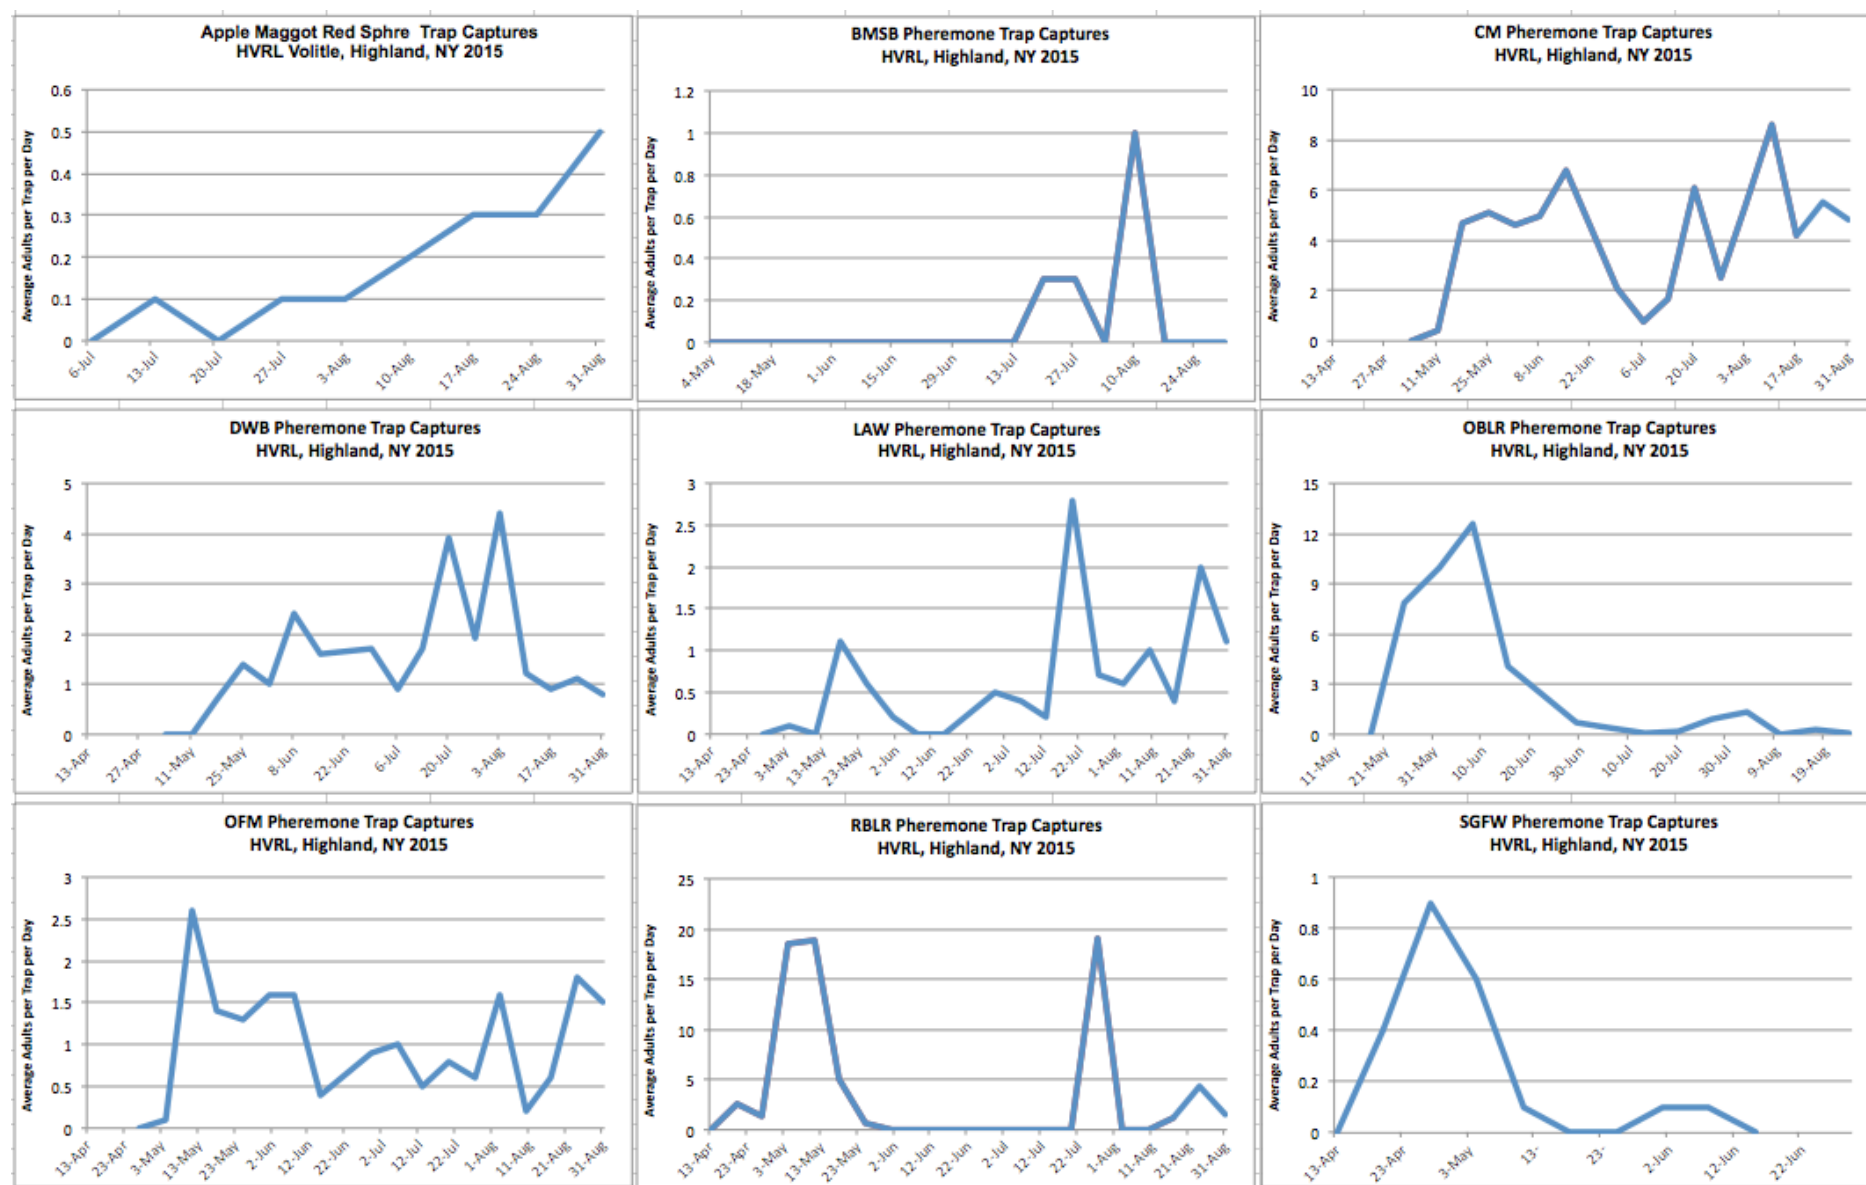 Apple Maggot Red Sphre Trap Captures
HVRL Volitle, Highland, NY 2015
Average Adults per Trap per Day
0.6
0.5
0.4
0.3
0.2
0.1
0
6-Jul 13-Jul 20-Jul 27-Jul 3-Aug 10-Aug 17-Aug 24-Aug 31-Aug
BMSB Pheremone Trap Captures
HVRL, Highland, NY 2015
Average Adults per Trap per Day
1.2
1
0.8
0.6
0.4
0.2
0
4-May 18-May 1-Jun 15-Jun 29-Jun 13-Jul 27-Jul 10-Aug 24-Aug
CM Pheremone Trap Captures
HVRL, Highland, NY 2015
Average Adults per Trap per Day
10
8
6
4
2
0
13-Apr 27-Apr 11-May 25-May 8-Jun 22-Jun 6-Jul 20-Jul 3-Aug 17-Aug 31-Aug
DWB Pheremone Trap Captures
HVRL, Highland, NY 2015
Average Adults per Trap per Day
5
4
3
2
1
0
13-Apr 27-Apr 11-May 25-May 8-Jun 22-Jun 6-Jul 20-Jul 3-Aug 17-Aug 31-Aug
LAW Pheremone Trap Captures
HVRL, Highland, NY 2015
Average Adults per Trap per Day
3
2.5
2
1.5
1
0.5
0
13-Apr 23-Apr 3-May 13-May 23-May 2-Jun 12-Jun 22-Jun 2-Jul 12-Jul 22-Jul 1-Aug 11-Aug 21-Aug 31-Aug
OBLR Pheremone Trap Captures
HVRL, Highland, NY 2015
Average Adults per Trap per Day
15
12
9
6
3
0
11-May 21-May 31-May 10-Jun 20-Jun 30-Jun 10-Jul 20-Jul 30-Jul 9-Aug 19-Aug
OFM Pheremone Trap Captures
HVRL, Highland, NY 2015
Average Adults per Trap per Day
3
2.5
2
1.5
1
0.5
0
13-Apr 23-Apr 3-May 13-May 23-May 2-Jun 12-Jun 22-Jun 2-Jul 12-Jul 22-Jul 1-Aug 11-Aug 21-Aug 31-Aug
RBLR Pheremone Trap Captures
HVRL, Highland, NY 2015
Average Adults per Trap per Day
25
20
15
10
5
0
13-Apr 23-Apr 3-May 13-May 23-May 2-Jun 12-Jun 22-Jun 2-Jul 12-Jul 22-Jul 1-Aug 11-Aug 21-Aug 31-Aug
SGFW Pheremone Trap Captures
HVRL, Highland, NY 2015
Average Adults per Trap per Day
1
0.8
0.6
0.4
0.2
0
13-Apr 23-Apr 3-May 13- 23- 2-Jun 12-Jun 22-Jun